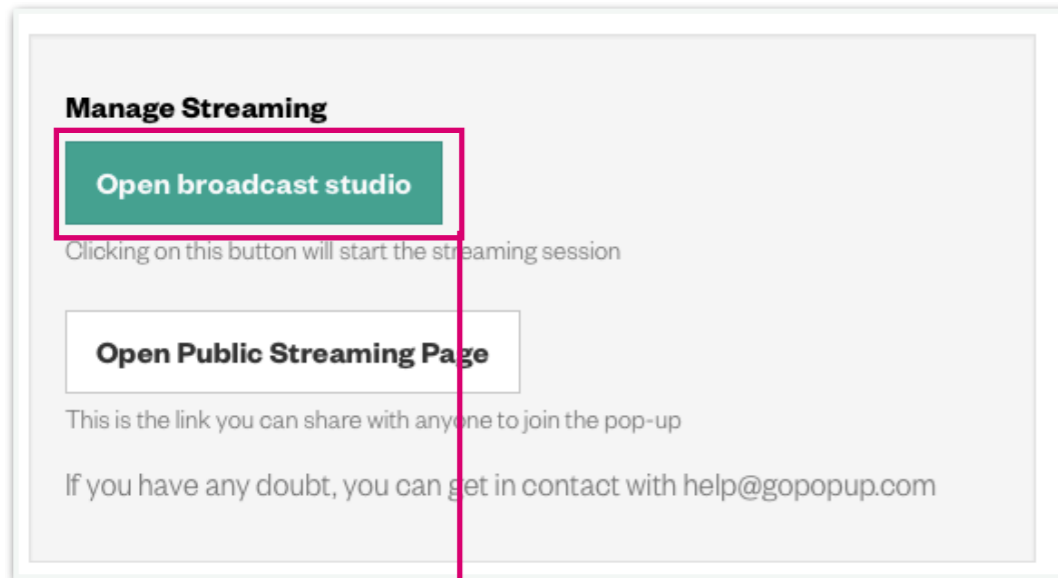 Manage Streaming
Open broadcast studio
Clicking on this button will start the streaming session
Open Public Streaming Page
This is the link you can share with anyone to join the pop-up
If you have any doubt, you can get in contact with help@gopopup.com